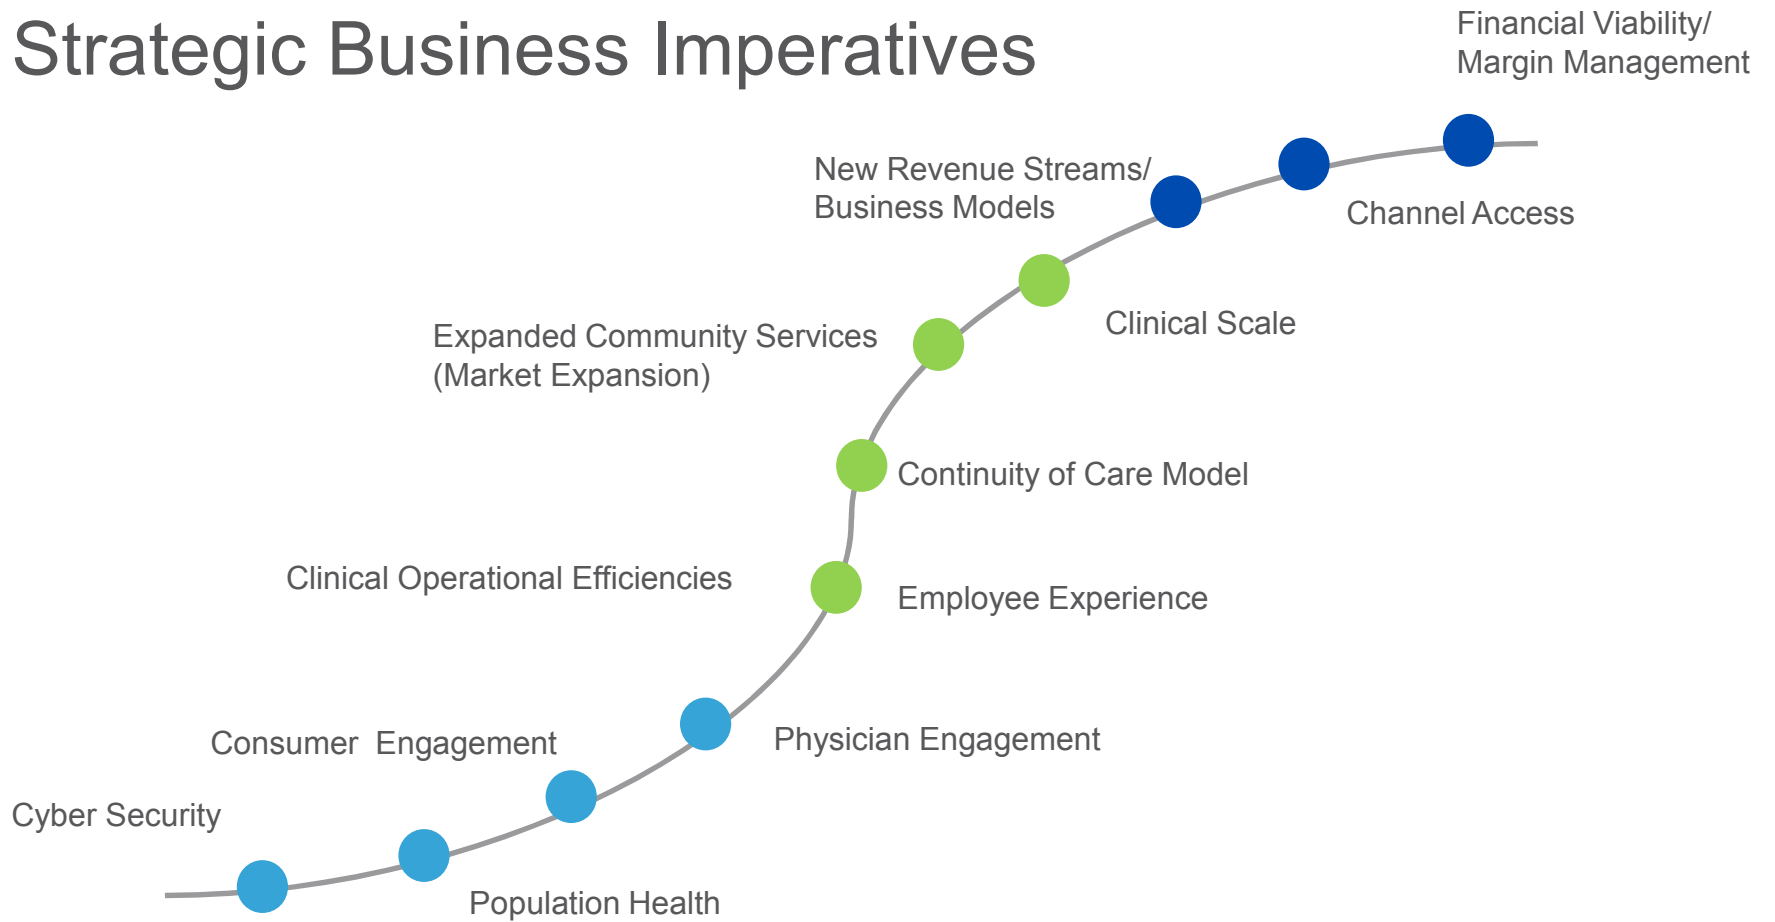 Strategic Business Imperatives
Financial Viability/
Margin Management
New Revenue Streams/
Business Models
Channel Access
Clinical Scale
Expanded Community Services
(Market Expansion)
Continuity of Care Model
Clinical Operational Efficiencies
Employee Experience
Consumer  Engagement
Physician Engagement
Cyber Security
Population Health